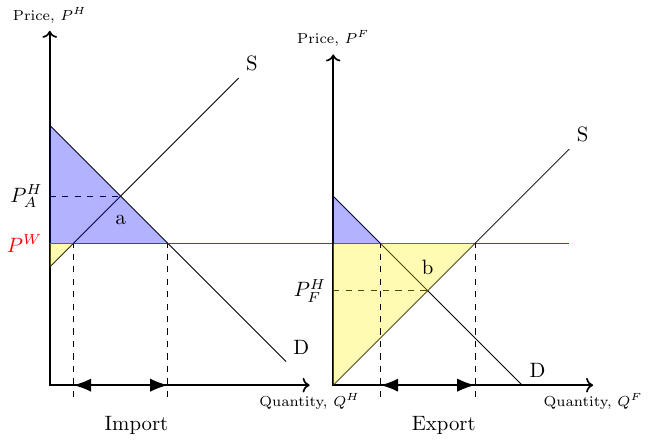 Price, P^H
Price, P^F
S
S
P_A^H
a
P^W
b
P_F^H
D
D
Quantity, Q^H
Quantity, Q^F
Import
Export